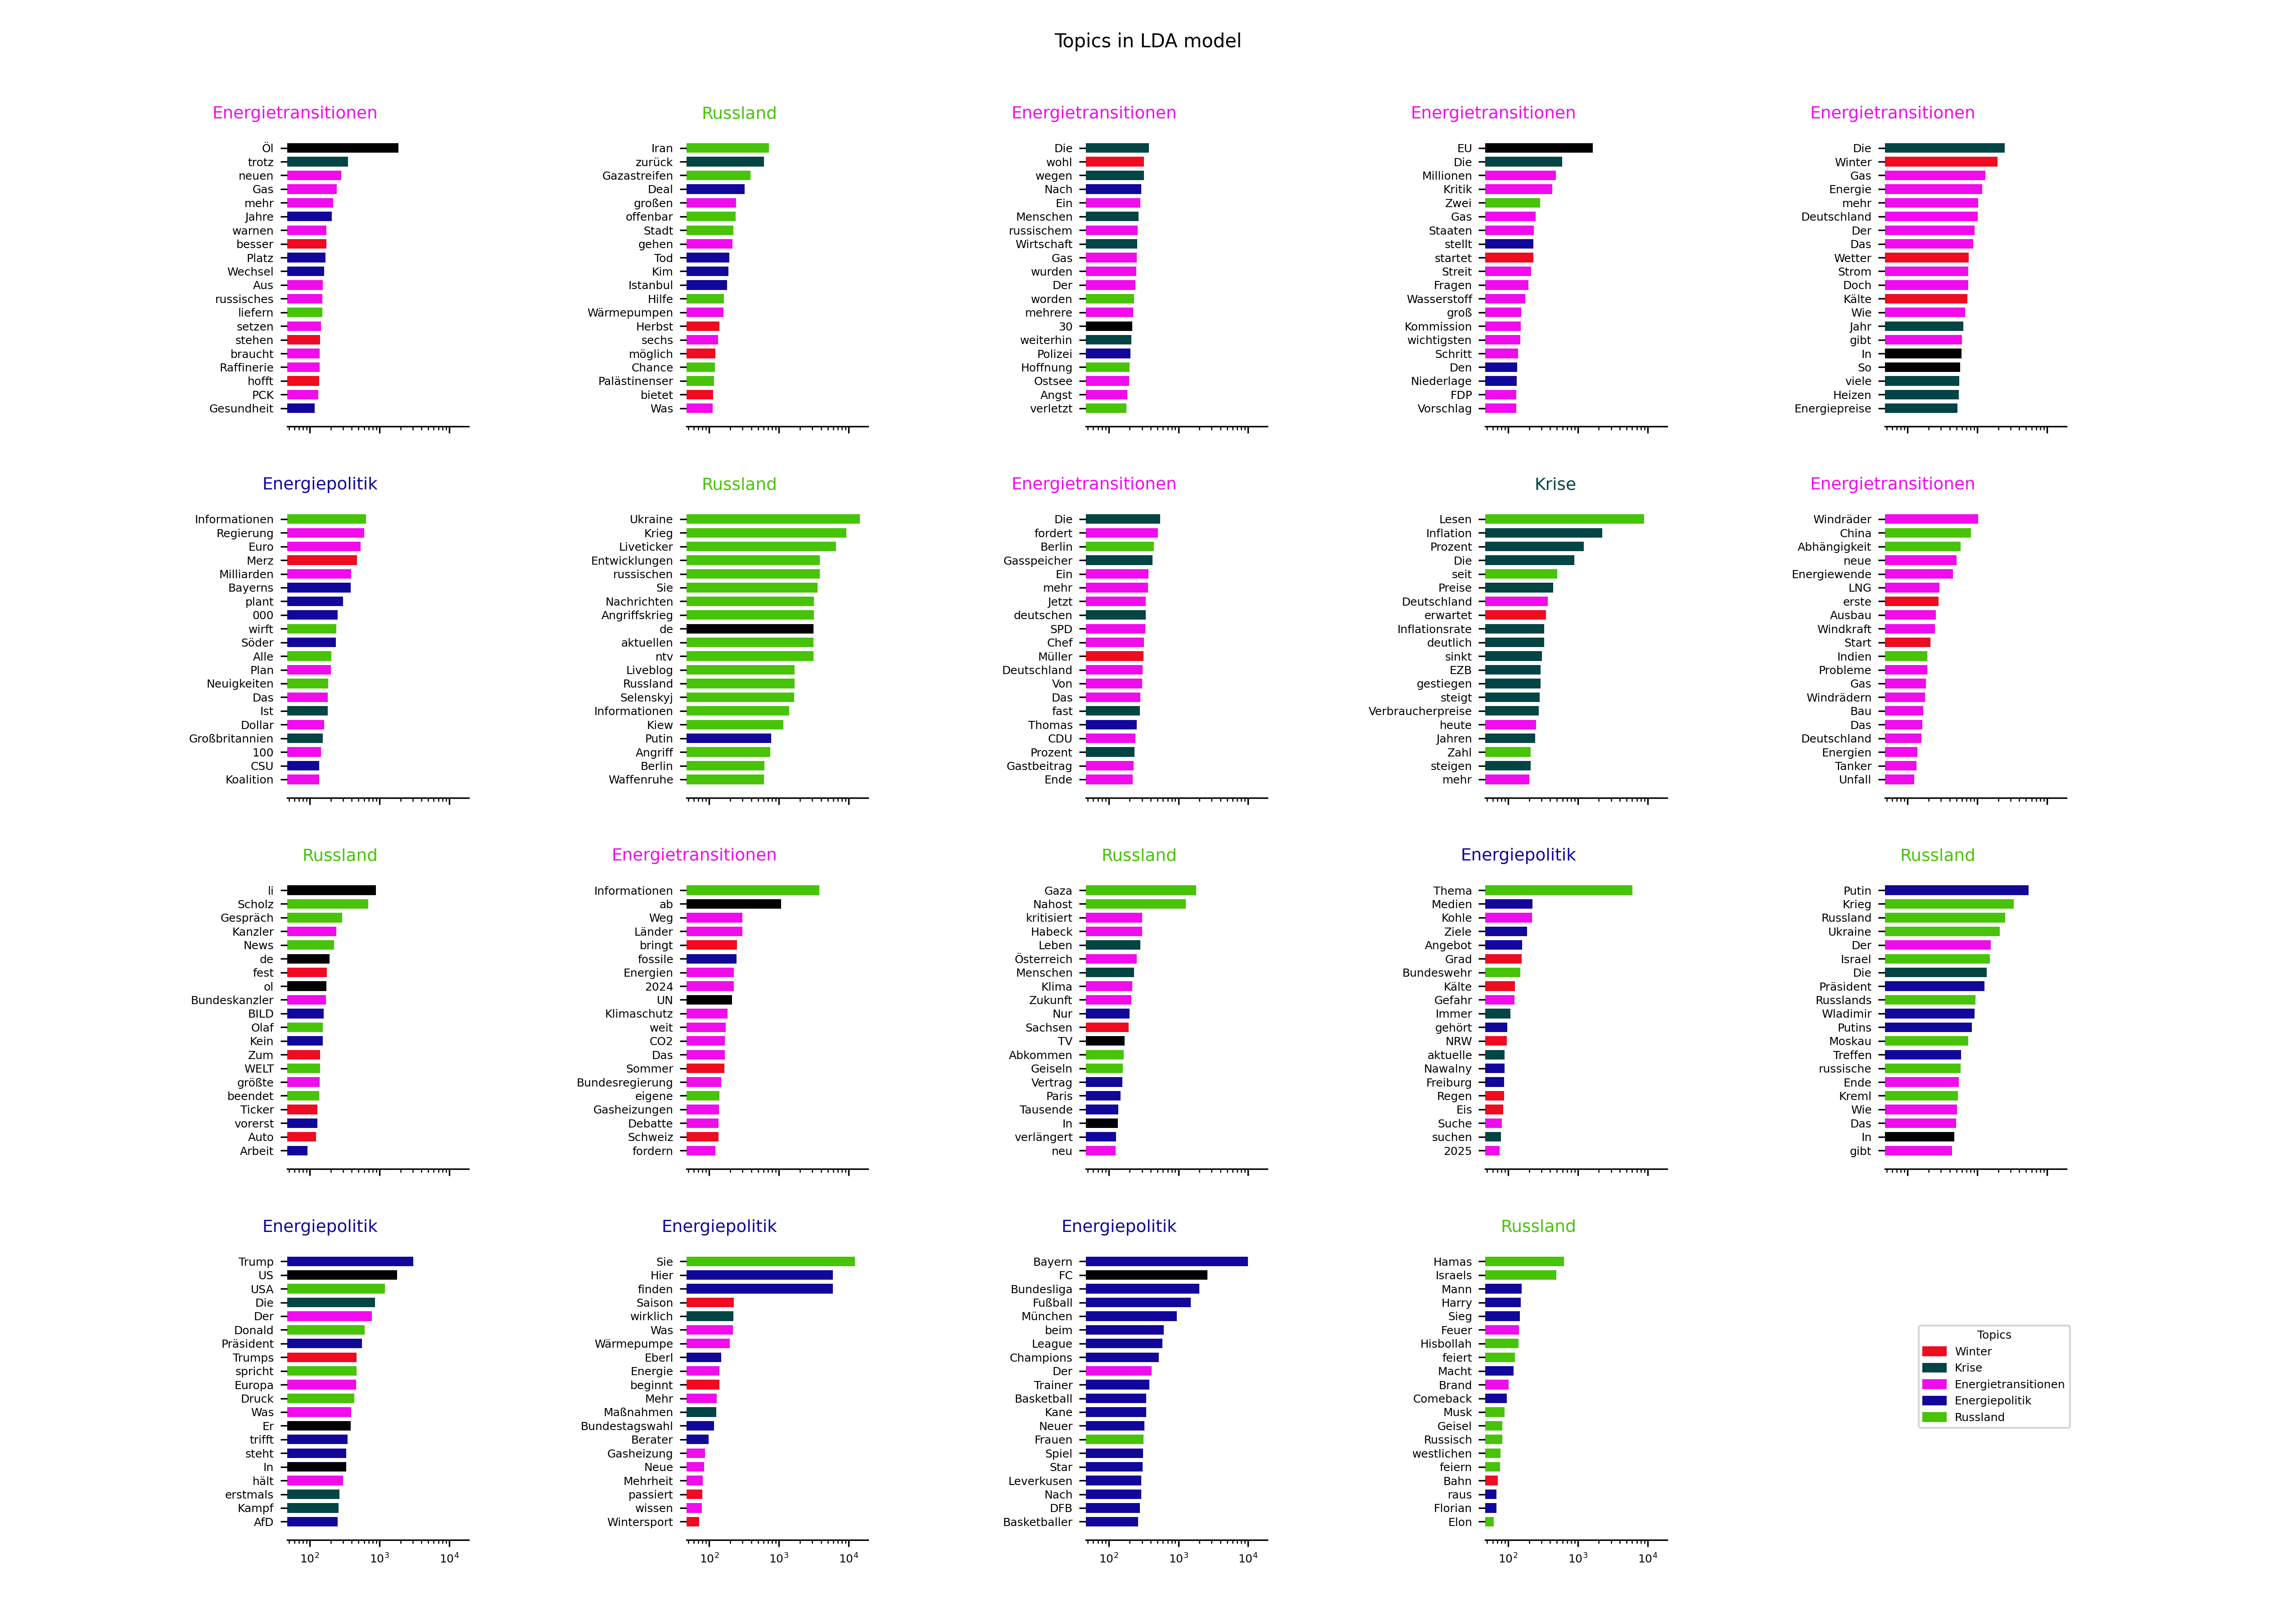 Topics in LDA model
Energietransitionen
Öl
trotz
neuen
Gas
mehr
Jahre
warnen
besser
Platz
Wechsel
Aus
russisches
liefern
setzen
stehen
braucht
Raffinerie
hofft
PCK
Gesundheit
Russland
Iran
zurück
Gazastreifen
Deal
großen
offenbar
Stadt
gehen
Tod
Kim
Istanbul
Hilfe
Wärmepumpen
Herbst
sechs
möglich
Chance
Palästinenser
bietet
Was
Energietransitionen
Die
wohl
wegen
Nach
Ein
Menschen
russischem
Wirtschaft
Gas
wurden
Der
worden
mehrere
30
weiterhin
Polizei
Hoffnung
Ostsee
Angst
verletzt
Energietransitionen
EU
Die
Millionen
Kritik
Zwei
Gas
Staaten
stellt
startet
Streit
Fragen
Wasserstoff
groß
Kommission
wichtigsten
Schritt
Den
Niederlage
FDP
Vorschlag
Energietransitionen
Die
Winter
Gas
Energie
mehr
Deutschland
Der
Das
Wetter
Strom
Doch
Kälte
Wie
Jahr
gibt
In
So
viele
Heizen
Energiepreise
Energiepolitik
Informationen
Regierung
Euro
Merz
Milliarden
Bayerns
plant
000
wirft
Söder
Alle
Plan
Neuigkeiten
Das
Ist
Dollar
Großbritannien
100
CSU
Koalition
Russland
Ukraine
Krieg
Liveticker
Entwicklungen
russischen
Sie
Nachrichten
Angriffskrieg
de
aktuellen
ntv
Liveblog
Russland
Selenskyj
Informationen
Kiew
Putin
Angriff
Berlin
Waffenruhe
Energietransitionen
Die
fordert
Berlin
Gasspeicher
Ein
mehr
Jetzt
deutschen
SPD
Chef
Müller
Deutschland
Von
Das
fast
Thomas
CDU
Prozent
Gastbeitrag
Ende
Krise
Lesen
Inflation
Prozent
Die
seit
Preise
Deutschland
erwartet
Inflationsrate
deutlich
sinkt
EZB
gestiegen
steigt
Verbraucherpreise
heute
Jahren
Zahl
steigen
mehr
Energietransitionen
Windräder
China
Abhängigkeit
neue
Energiewende
LNG
erste
Ausbau
Windkraft
Start
Indien
Probleme
Gas
Windrädern
Bau
Das
Deutschland
Energien
Tanker
Unfall
Russland
li
Scholz
Gespräch
Kanzler
News
de
fest
ol
Bundeskanzler
BILD
Olaf
Kein
Zum
WELT
größte
beendet
Ticker
vorerst
Auto
Arbeit
Energietransitionen
Informationen
ab
Weg
Länder
bringt
fossile
Energien
2024
UN
Klimaschutz
weit
CO2
Das
Sommer
Bundesregierung
eigene
Gasheizungen
Debatte
Schweiz
fordern
Russland
Gaza
Nahost
kritisiert
Habeck
Leben
Österreich
Menschen
Klima
Zukunft
Nur
Sachsen
TV
Abkommen
Geiseln
Vertrag
Paris
Tausende
In
verlängert
neu
Energiepolitik
Thema
Medien
Kohle
Ziele
Angebot
Grad
Bundeswehr
Kälte
Gefahr
Immer
gehört
NRW
aktuelle
Nawalny
Freiburg
Regen
Eis
Suche
suchen
2025
Russland
Putin
Krieg
Russland
Ukraine
Der
Israel
Die
Präsident
Russlands
Wladimir
Putins
Moskau
Treffen
russische
Ende
Kreml
Wie
Das
In
gibt
Energiepolitik
Trump
US
USA
Die
Der
Donald
Präsident
Trumps
spricht
Europa
Druck
Was
Er
trifft
steht
In
hält
erstmals
Kampf
AfD
10² 10³ 10⁴
Energiepolitik
Sie
Hier
finden
Saison
wirklich
Was
Wärmepumpe
Eberl
Energie
beginnt
Mehr
Maßnahmen
Bundestagswahl
Berater
Gasheizung
Neue
Mehrheit
passiert
wissen
Wintersport
10² 10³ 10⁴
Energiepolitik
Bayern
FC
Bundesliga
Fußball
München
beim
League
Champions
Der
Trainer
Basketball
Kane
Neuer
Frauen
Spiel
Star
Leverkusen
Nach
DFB
Basketballer
10² 10³ 10⁴
Russland
Hamas
Israels
Mann
Harry
Sieg
Feuer
Hisbollah
feiert
Macht
Brand
Comeback
Musk
Geisel
Russisch
westlichen
feiern
Bahn
raus
Florian
Elon
10² 10³ 10⁴
Topics
Winter
Krise
Energietransitionen
Energiepolitik
Russland